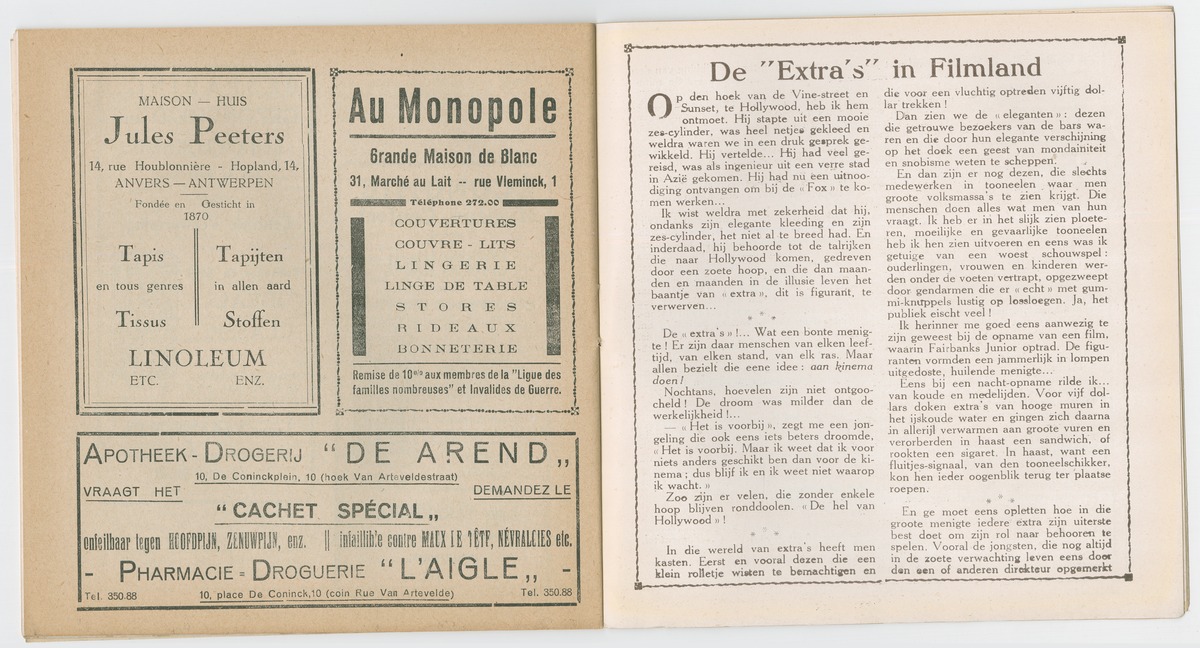 MAISON — HUIS
Jules Peeters
14, rue Houblonnière - Hopland, 14,
ANVERS — ANTWERPEN
Fondée en Gesticht in
1870
Tapis Tapijten
en tous genres in allen aard
Tissus Stoffen
LINOLEUM
ETC. ENZ.
Au Monopole
Grande Maison de Blanc
31, Marché au Lait -- rue Vleminck, 1
Téléphone 272.00
COUVERTURES
COUVRE - LITS
LINGERIE
LINGE DE TABLE
STORES
RIDEAUX
BONNETERIE
Remise de 10% aux membres de la "Ligue des
familles nombreuses" et Invalides de Guerre.
APOTHEEK - DROGERIJ "DE AREND„
10, De Coninckplein, 10 (hoek Van Arteveldestraat)
VRAAGT HET DEMANDEZ LE
"CACHET SPÉCIAL„
onfeilbaar tegen HOOFDPIJN, ZENUWPIJN, enz. || infaillible contre MAUX DE TÊTE, NÉVRALGIES etc.
- PHARMACIE = DROGUERIE "L'AIGLE„ -
Tel. 350.88 10, place De Coninck,10 (coin Rue Van Artevelde) Tel. 350.88
De "Extra's" in Filmland
Op den hoek van de Vine-street en
Sunset, te Hollywood, heb ik hem
ontmoet. Hij stapte uit een mooie
zes-cylinder, was heel netjes gekleed en
weldra waren we in een druk gesprek ge-
wikkeld. Hij vertelde... Hij had veel ge-
reisd, was als ingenieur uit een verre stad
in Azië gekomen. Hij had nu een uitnoo-
diging ontvangen om bij de « Fox » te ko-
men werken...
Ik wist weldra met zekerheid dat hij,
ondanks zijn elegante kleeding en zijn
zes-cylinder, het niet al te breed had. En
inderdaad, hij behoorde tot de talrijken
die naar Hollywood komen, gedreven
door een zoete hoop, en die dan maan-
den en maanden in de illusie leven het
baantje van « extra », dit is figurant, te
verwerven...
* * *
De « extra's » !... Wat een bonte menig-
te ! Er zijn daar menschen van elken leef-
tijd, van elken stand, van elk ras. Maar
allen bezielt die eene idee : aan kinema
doen !
Nochtans, hoevelen zijn niet ontgoo-
cheld ! De droom was milder dan de
werkelijkheid !...
— « Het is voorbij », zegt me een jon-
geling die ook eens iets beters droomde,
« Het is voorbij. Maar ik weet dat ik voor
niets anders geschikt ben dan voor de ki-
nema ; dus blijf ik en ik weet niet waarop
ik wacht. »
Zoo zijn er velen, die zonder enkele
hoop blijven ronddoolen. « De hel van
Hollywood » !
* * *
In die wereld van extra's heeft men
kasten. Eerst en vooral dezen die een
klein rolletje wisten te bemachtigen en
die voor een vluchtig optreden vijftig dol-
lar trekken !
Dan zien we de « eleganten » : dezen
die getrouwe bezoekers van de bars wa-
ren en die door hun elegante verschijning
op het doek een geest van mondainiteit
en snobisme weten te scheppen.
En dan zijn er nog dezen, die slechts
medewerken in tooneelen waar men
groote volksmassa's te zien krijgt. Die
menschen doen alles wat men van hun
vraagt. Ik heb er in het slijk zien ploete-
ren, moeilijke en gevaarlijke tooneelen
heb ik hen zien uitvoeren en eens was ik
getuige van een woest schouwspel :
ouderlingen, vrouwen en kinderen wer-
den onder de voeten vertrapt, opgezweept
door gendarmen die er « echt » met gum-
mi-knuppels lustig op lossloegen. Ja, het
publiek eischt veel !
Ik herinner me goed eens aanwezig te
zijn geweest bij de opname van een film,
waarin Fairbanks Junior optrad. De figu-
ranten vormden een jammerlijk in lompen
uitgedoste, huilende menigte...
Eens bij een nacht-opname rilde ik...
van koude en medelijden. Voor vijf dol-
lars doken extra's van hooge muren in
het ijskoude water en gingen zich daarna
in allerijl verwarmen aan groote vuren en
verorberden in haast een sandwich, of
rookten een sigaret. In haast, want een
fluitjes-signaal, van den tooneelschikker,
kon hen ieder oogenblik terug ter plaatse
roepen.
* * *
En ge moet eens opletten hoe in die
groote menigte iedere extra zijn uiterste
best doet om zijn rol naar behooren te
spelen. Vooral de jongsten, die nog altijd
in de zoete verwachting leven eens door
den een of anderen direkteur opgemerkt